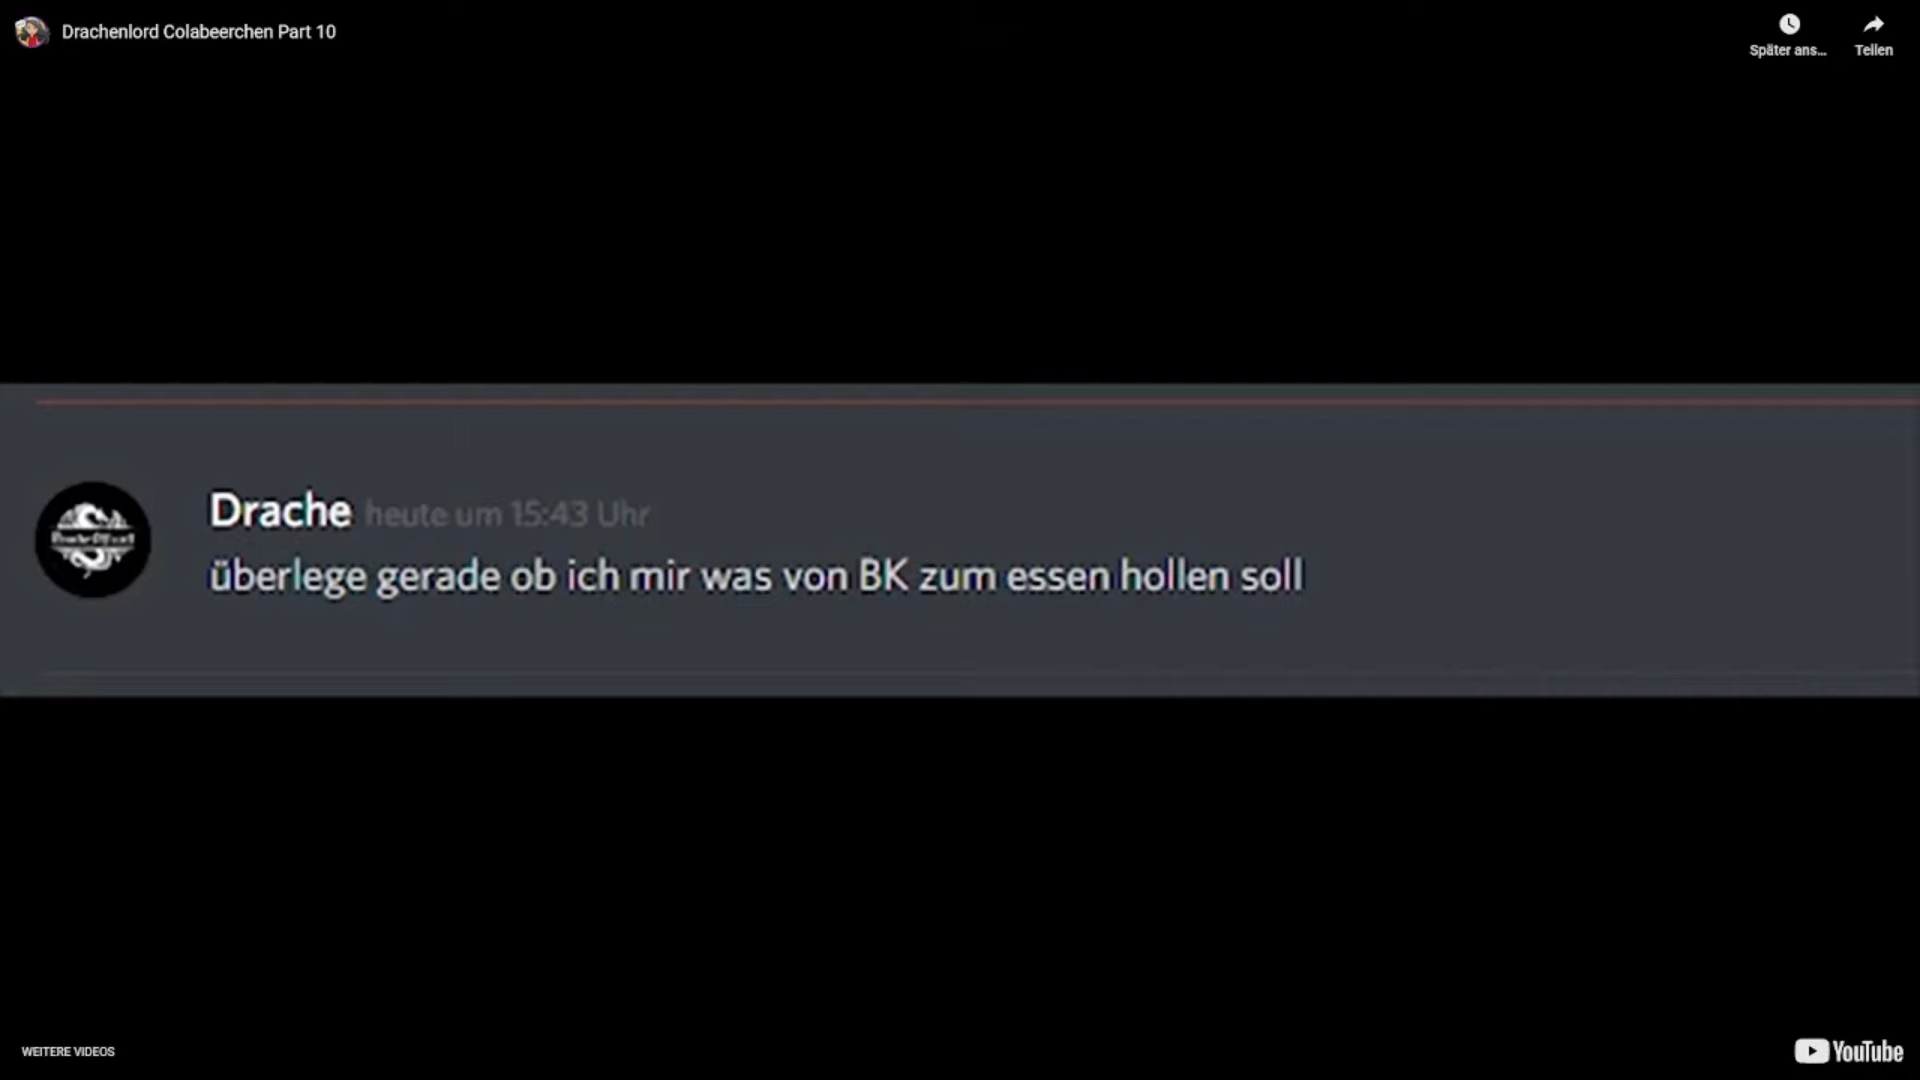 Drachenlord Colabeerchen Part 10
Später ans...
Teilen
Drache heute um 15:43 Uhr
überlege gerade ob ich mir was von BK zum essen hollen soll
WEITERE VIDEOS
YouTube